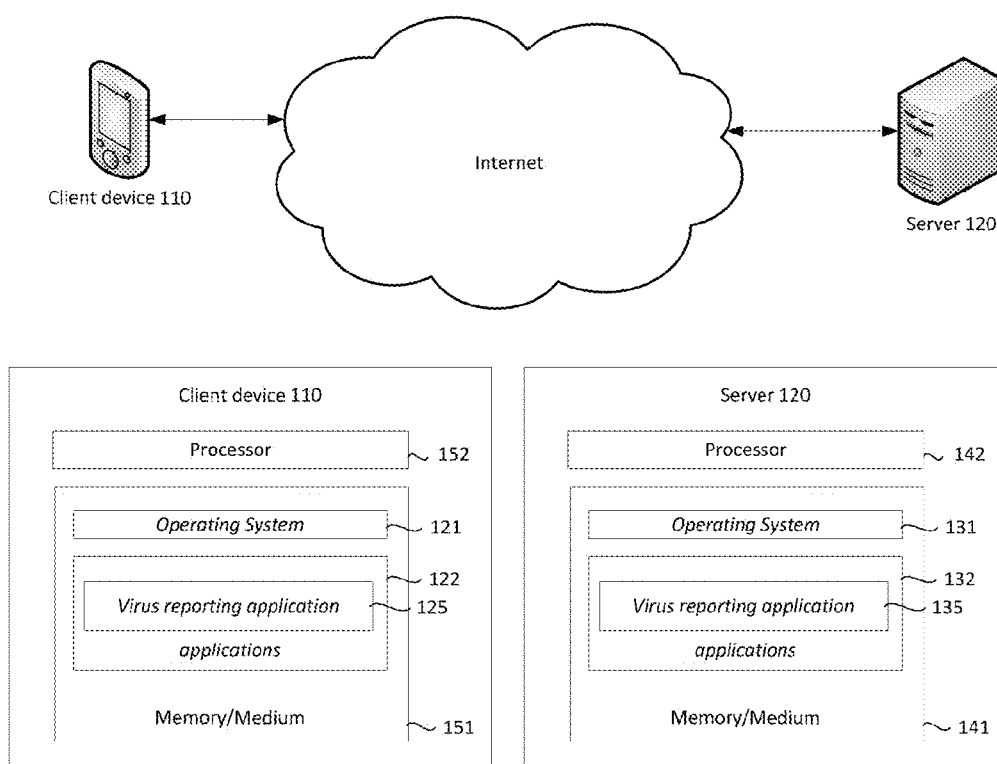 Internet
Client device 110
Server 120
Client device 110
Processor
152
Operating System
121
122
Virus reporting application
125
applications
Memory/Medium
151
Server 120
Processor
142
Operating System
131
132
Virus reporting application
135
applications
Memory/Medium
141